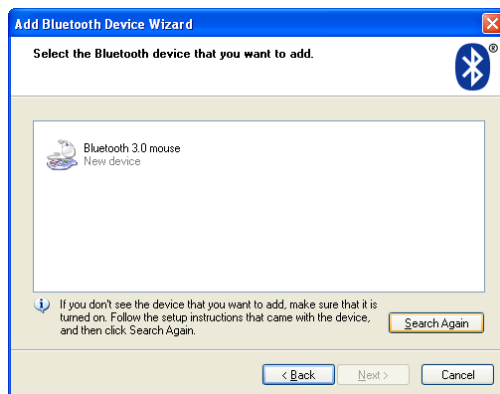 Add Bluetooth Device Wizard
Select the Bluetooth device that you want to add.
®
Bluetooth 3.0 mouse
New device
If you don't see the device that you want to add, make sure that it is
turned on. Follow the setup instructions that came with the device,
and then click Search Again.
Search Again
< Back
Next >
Cancel